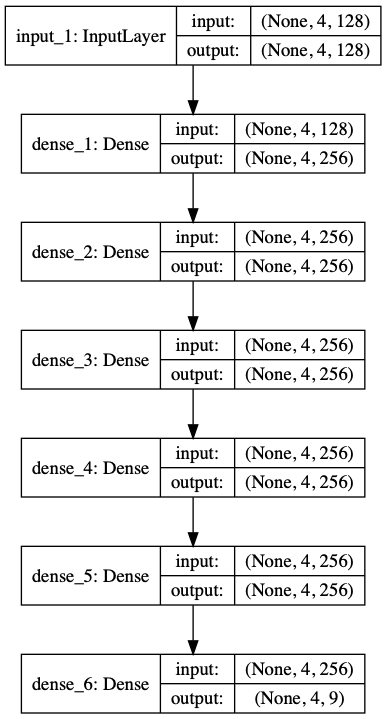 input_1: InputLayer
input: (None, 4, 128)
output: (None, 4, 128)
dense_1: Dense
input: (None, 4, 128)
output: (None, 4, 256)
dense_2: Dense
input: (None, 4, 256)
output: (None, 4, 256)
dense_3: Dense
input: (None, 4, 256)
output: (None, 4, 256)
dense_4: Dense
input: (None, 4, 256)
output: (None, 4, 256)
dense_5: Dense
input: (None, 4, 256)
output: (None, 4, 256)
dense_6: Dense
input: (None, 4, 256)
output: (None, 4, 9)